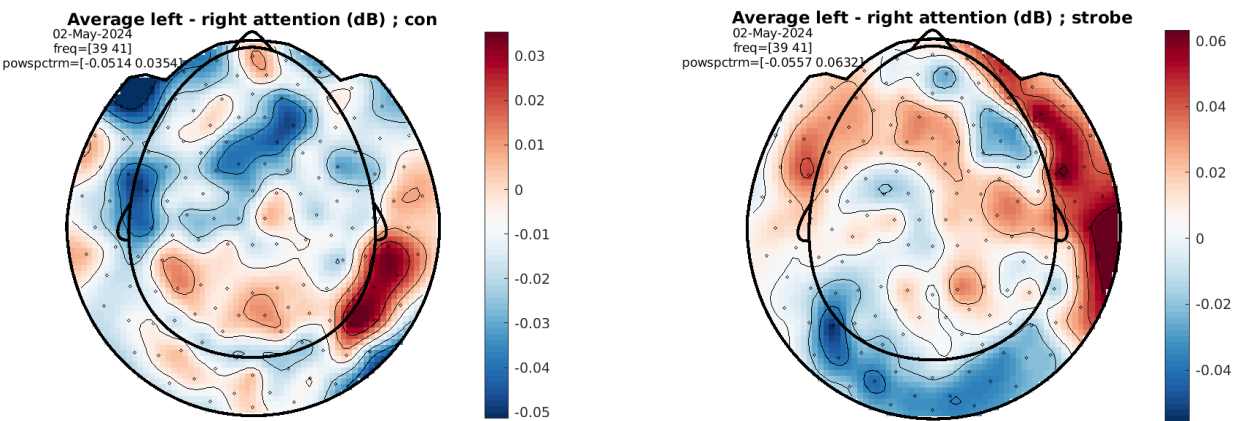 Average left - right attention (dB) ; con
02-May-2024
freq=[39 41]
powspctrm=[-0.0514 0.0354]
0.03
0.02
0.01
0
-0.01
-0.02
-0.03
-0.04
-0.05
Average left - right attention (dB) ; strobe
02-May-2024
freq=[39 41]
powspctrm=[-0.0557 0.0632]
0.06
0.04
0.02
0
-0.02
-0.04